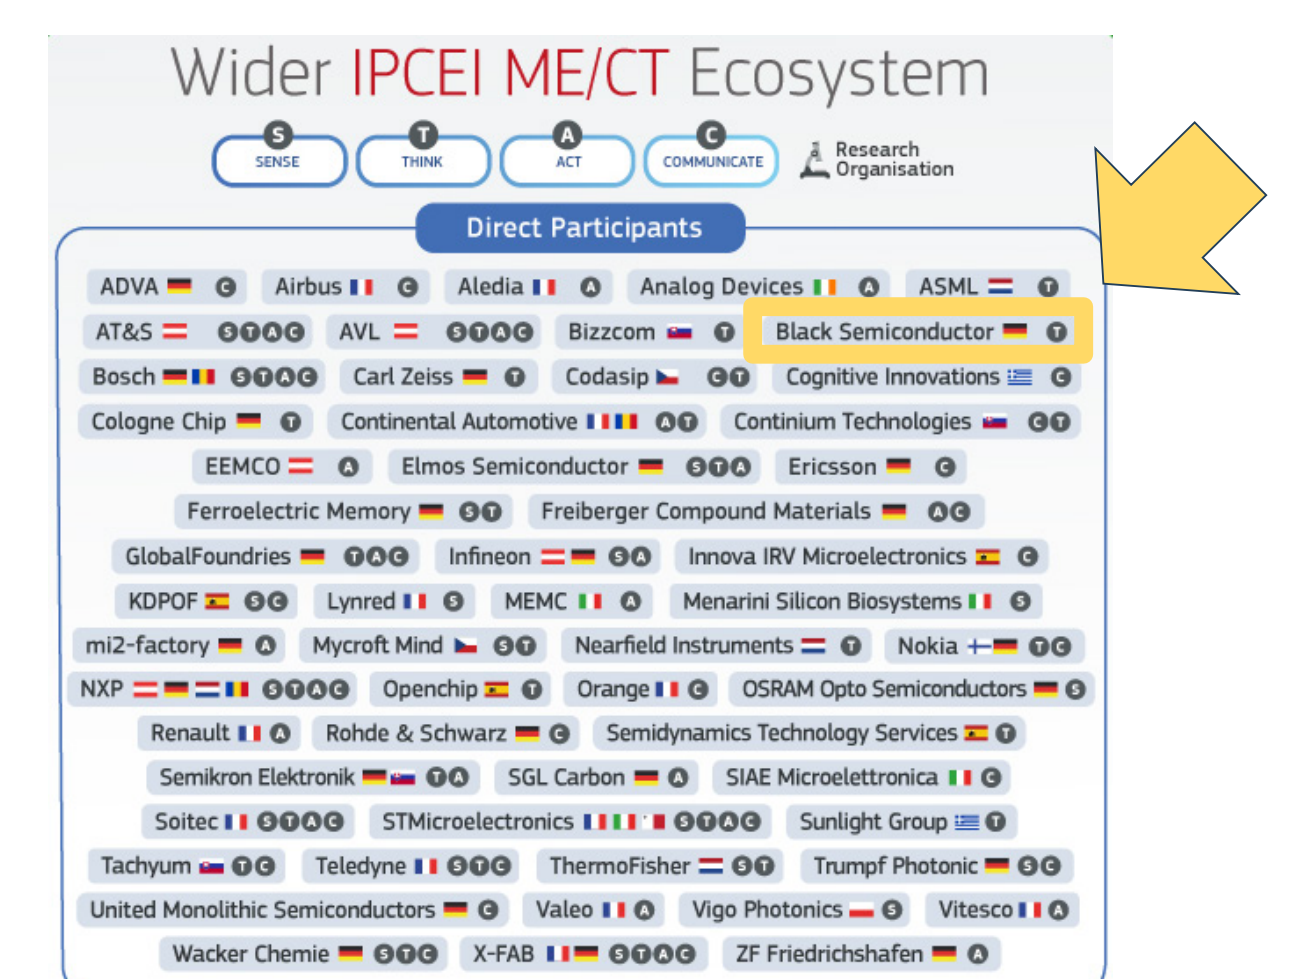 Wider IPCEI ME/CT Ecosystem
S T A C
SENSE THINK ACT COMMUNICATE Research
Organisation
Direct Participants
ADVA C Airbus C Aledia A Analog Devices A ASML T
AT&S S T A C AVL S T A C Bizzcom T Black Semiconductor T
Bosch S T A C Carl Zeiss T Codasip C T Cognitive Innovations C
Cologne Chip T Continental Automotive A T Continium Technologies C T
EEMCO A Elmos Semiconductor S T A Ericsson C
Ferroelectric Memory S T Freiberger Compound Materials A C
GlobalFoundries T A C Infineon S A Innova IRV Microelectronics C
KDPOF S C Lynred S MEMC A Menarini Silicon Biosystems S
mi2-factory A Mycroft Mind S T Nearfield Instruments T Nokia T C
NXP S T A C Openchip T Orange C OSRAM Opto Semiconductors S
Renault A Rohde & Schwarz C Semidynamics Technology Services T
Semikron Elektronik T A SGL Carbon A SIAE Microelettronica C
Soitec S T A C STMicroelectronics S T A C Sunlight Group T
Tachyum T C Teledyne S T C ThermoFisher S T Trumpf Photonic S C
United Monolithic Semiconductors C Valeo A Vigo Photonics S Vitesco A
Wacker Chemie S T C X-FAB S T A C ZF Friedrichshafen A